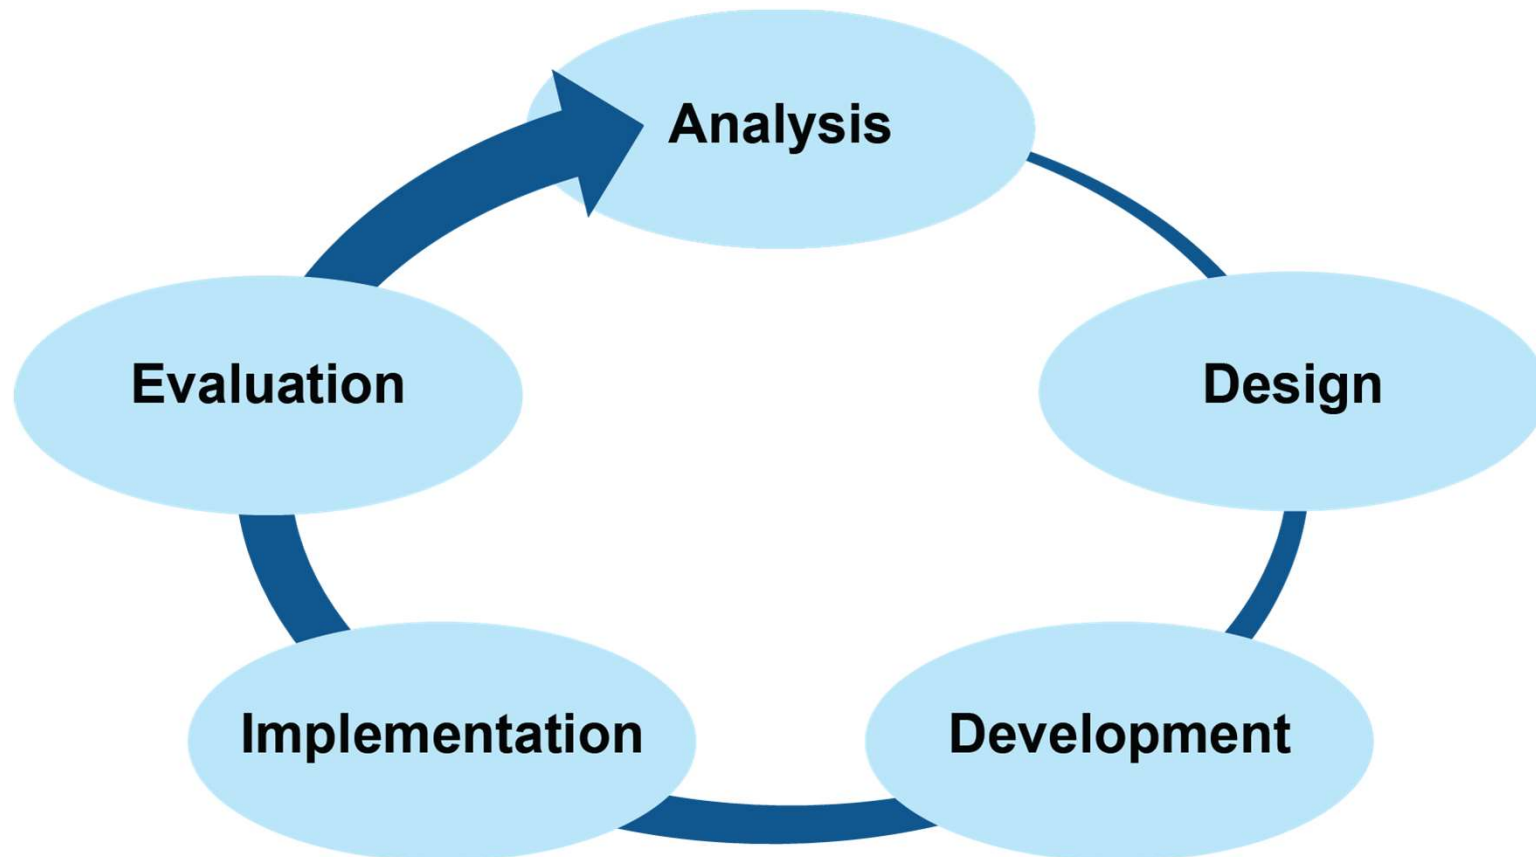 Analysis
Design
Development
Implementation
Evaluation